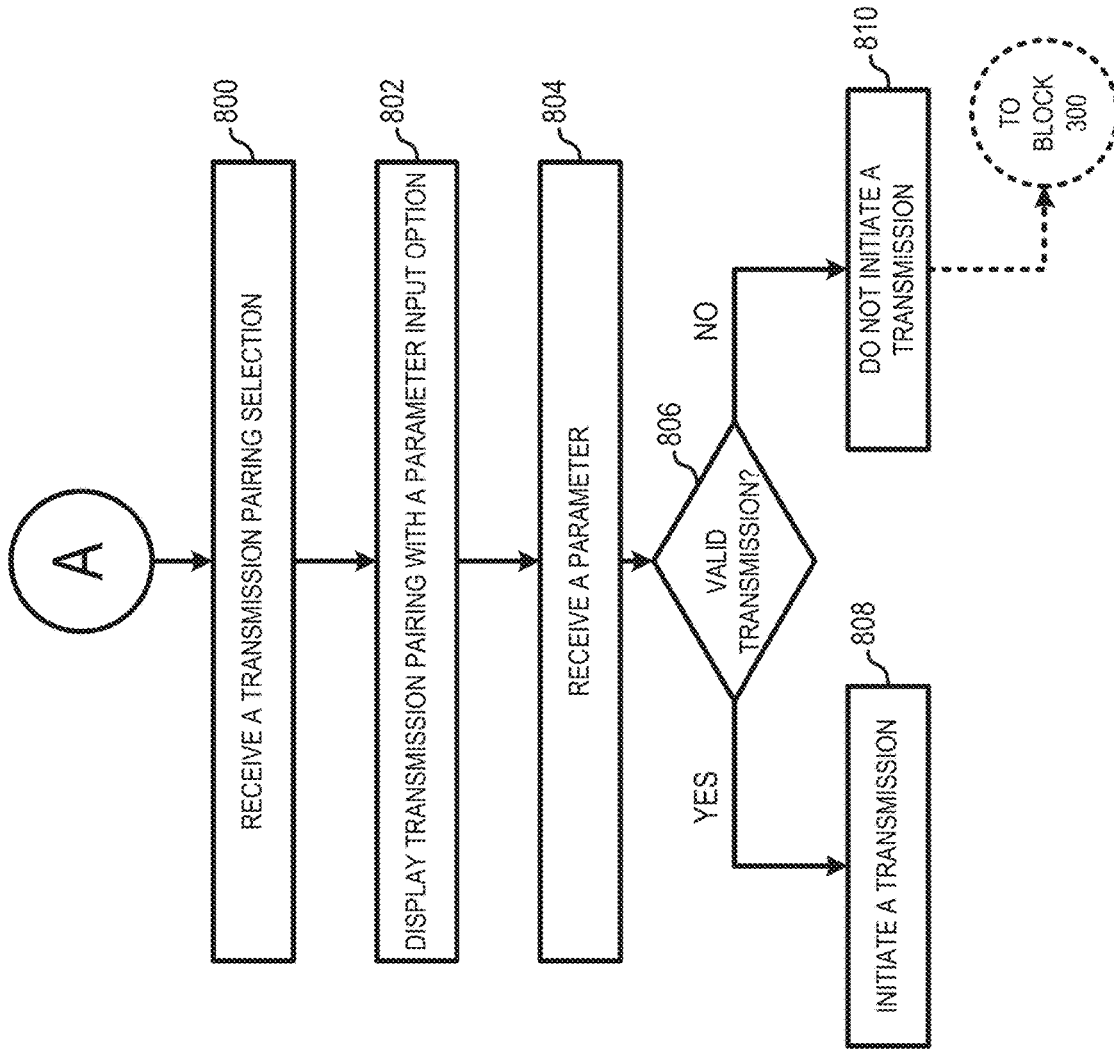 A
800
RECEIVE A TRANSMISSION PAIRING SELECTION
802
DISPLAY TRANSMISSION PAIRING WITH A PARAMETER INPUT OPTION
804
RECEIVE A PARAMETER
806
VALID
TRANSMISSION?
YES
NO
808
INITIATE A TRANSMISSION
810
DO NOT INITIATE A
TRANSMISSION
TO
BLOCK
300